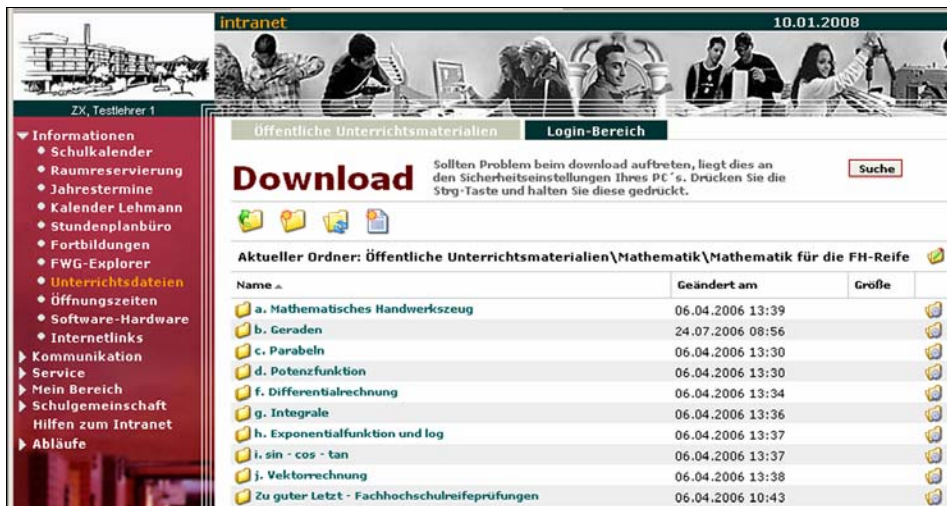 intranet 10.01.2008
ZX, Testlehrer 1
Informationen
Schulkalender
Raumreservierung
Jahrestermine
Kalender Lehmann
Stundenplanbüro
Fortbildungen
FWG-Explorer
Unterrichtsdateien
Öffnungszeiten
Software-Hardware
Internetlinks
Kommunikation
Service
Mein Bereich
Schulgemeinschaft
Hilfen zum Intranet
Abläufe
Öffentliche Unterrichtsmaterialien Login-Bereich
Download
Sollten Problem beim download auftreten, liegt dies an
den Sicherheitseinstellungen Ihres PC´s. Drücken Sie die
Strg-Taste und halten Sie diese gedrückt.
Suche
Aktueller Ordner: Öffentliche Unterrichtsmaterialien\Mathematik\Mathematik für die FH-Reife
Name Geändert am Größe
a. Mathematisches Handwerkszeug 06.04.2006 13:39
b. Geraden 24.07.2006 08:56
c. Parabeln 06.04.2006 13:30
d. Potenzfunktion 06.04.2006 13:30
f. Differentialrechnung 06.04.2006 13:34
g. Integrale 06.04.2006 13:36
h. Exponentialfunktion und log 06.04.2006 13:37
i. sin - cos - tan 06.04.2006 13:37
j. Vektorrechnung 06.04.2006 13:38
Zu guter Letzt - Fachhochschulreifeprüfungen 06.04.2006 10:43